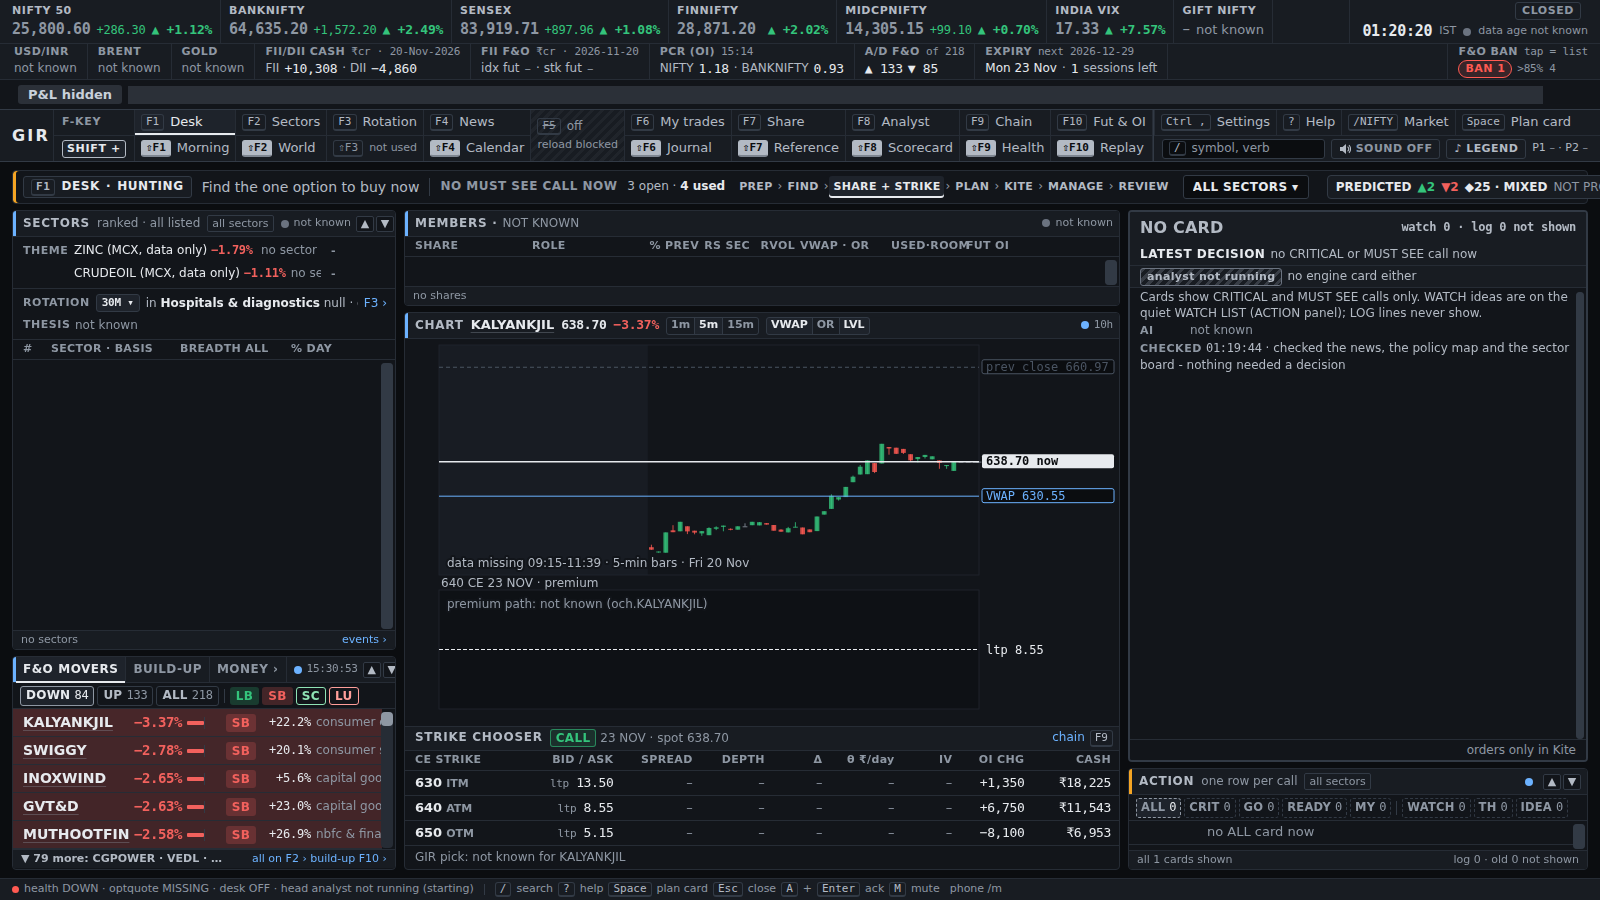 NIFTY 50 BANKNIFTY SENSEX FINNIFTY MIDCPNIFTY INDIA VIX GIFT NIFTY CLOSED
25,800.60 +286.30 ▲ +1.12% 64,635.20 +1,572.20 ▲ +2.49% 83,919.71 +897.96 ▲ +1.08% 28,871.20 ▲ +2.02% 14,305.15 +99.10 ▲ +0.70% 17.33 ▲ +7.57% – not known 01:20:20 IST data age not known
USD/INR BRENT GOLD FII/DII CASH ₹cr · 20-Nov-2026 FII F&O ₹cr · 2026-11-20 PCR (OI) 15:14 A/D F&O of 218 EXPIRY next 2026-12-29 F&O BAN tap = list
not known not known not known FII +10,308 · DII −4,860 idx fut – · stk fut – NIFTY 1.18 · BANKNIFTY 0.93 ▲ 133 ▼ 85 Mon 23 Nov · 1 sessions left BAN 1 >85% 4
P&L hidden
GIR F-KEY F1 Desk F2 Sectors F3 Rotation F4 News F5 off F6 My trades F7 Share F8 Analyst F9 Chain F10 Fut & OI Ctrl , Settings ? Help /NIFTY Market Space Plan card
SHIFT + ⇧F1 Morning ⇧F2 World ⇧F3 not used ⇧F4 Calendar reload blocked ⇧F6 Journal ⇧F7 Reference ⇧F8 Scorecard ⇧F9 Health ⇧F10 Replay / symbol, verb SOUND OFF ♪ LEGEND P1 – · P2 –
F1 DESK · HUNTING Find the one option to buy now NO MUST SEE CALL NOW 3 open · 4 used PREP › FIND › SHARE + STRIKE › PLAN › KITE › MANAGE › REVIEW ALL SECTORS ▾ PREDICTED ▲2 ▼2 ◆25 · MIXED NOT PRO
SECTORS ranked · all listed all sectors not known ▲ ▼
THEME ZINC (MCX, data only) −1.79% no sector -
CRUDEOIL (MCX, data only) −1.11% no se -
ROTATION 30M ▾ in Hospitals & diagnostics null · F3 ›
THESIS not known
# SECTOR · BASIS BREADTH ALL % DAY
no sectors events ›
F&O MOVERS BUILD-UP MONEY › 15:30:53 ▲ ▼
DOWN 84 UP 133 ALL 218 LB SB SC LU
KALYANKJIL −3.37% SB +22.2% consumer
SWIGGY −2.78% SB +20.1% consumer s
INOXWIND −2.65% SB +5.6% capital goo
GVT&D −2.63% SB +23.0% capital goo
MUTHOOTFIN −2.58% SB +26.9% nbfc & fina
▼ 79 more: CGPOWER · VEDL · … all on F2 › build-up F10 ›
MEMBERS · NOT KNOWN not known
SHARE ROLE % PREV RS SEC RVOL VWAP · OR USED·ROOM FUT OI
no shares
CHART KALYANKJIL 638.70 −3.37% 1m 5m 15m VWAP OR LVL 10h
prev close 660.97
638.70 now
VWAP 630.55
data missing 09:15-11:39 · 5-min bars · Fri 20 Nov
640 CE 23 NOV · premium
premium path: not known (och.KALYANKJIL)
ltp 8.55
STRIKE CHOOSER CALL 23 NOV · spot 638.70 chain F9
CE STRIKE BID / ASK SPREAD DEPTH Δ θ ₹/day IV OI CHG CASH
630 ITM ltp 13.50 – – – – – +1,350 ₹18,225
640 ATM ltp 8.55 – – – – – +6,750 ₹11,543
650 OTM ltp 5.15 – – – – – −8,100 ₹6,953
GIR pick: not known for KALYANKJIL
NO CARD watch 0 · log 0 not shown
LATEST DECISION no CRITICAL or MUST SEE call now
analyst not running no engine card either
Cards show CRITICAL and MUST SEE calls only. WATCH ideas are on the
quiet WATCH LIST (ACTION panel); LOG lines never show.
AI not known
CHECKED 01:19:44 · checked the news, the policy map and the sector
board - nothing needed a decision
orders only in Kite
ACTION one row per call all sectors ▲ ▼
ALL 0 CRIT 0 GO 0 READY 0 MY 0 WATCH 0 TH 0 IDEA 0
no ALL card now
all 1 cards shown log 0 · old 0 not shown
health DOWN · optquote MISSING · desk OFF · head analyst not running (starting) / search ? help Space plan card Esc close A + Enter ack M mute phone /m